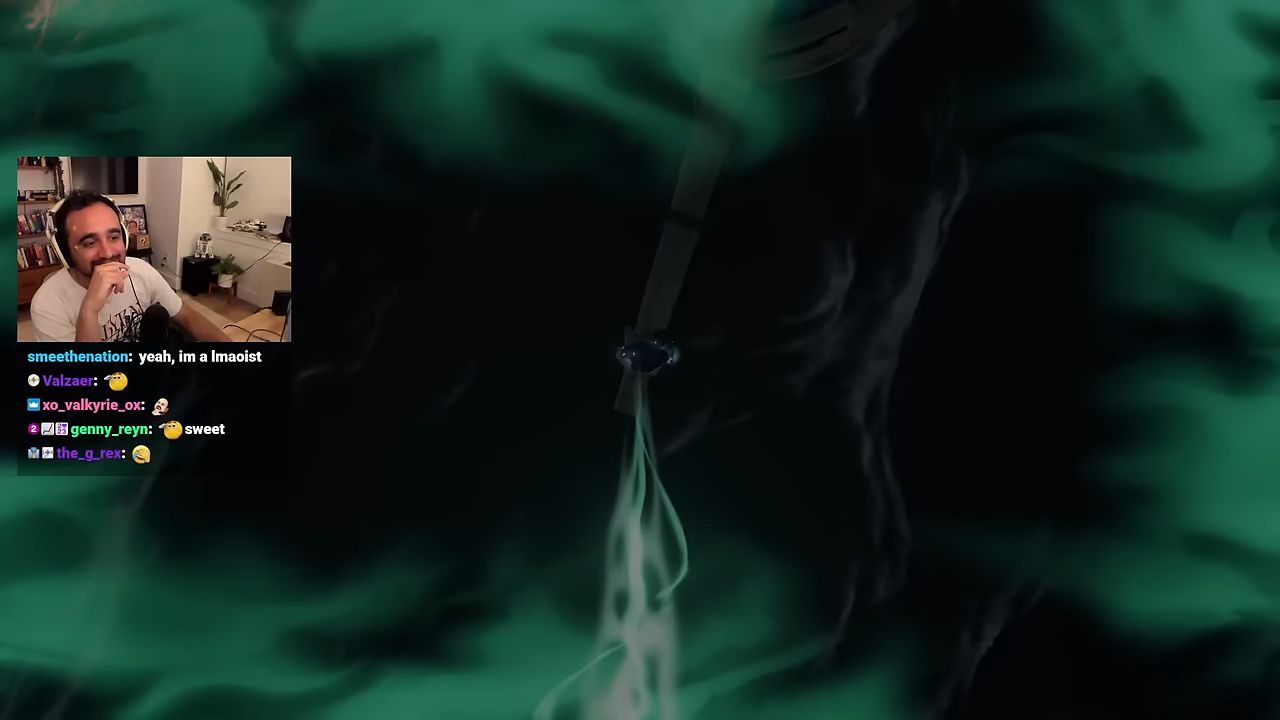 smeethenation: yeah, im a lmaoist
Valzaer:
xo_valkyrie_ox:
genny_reyn: sweet
the_g_rex: